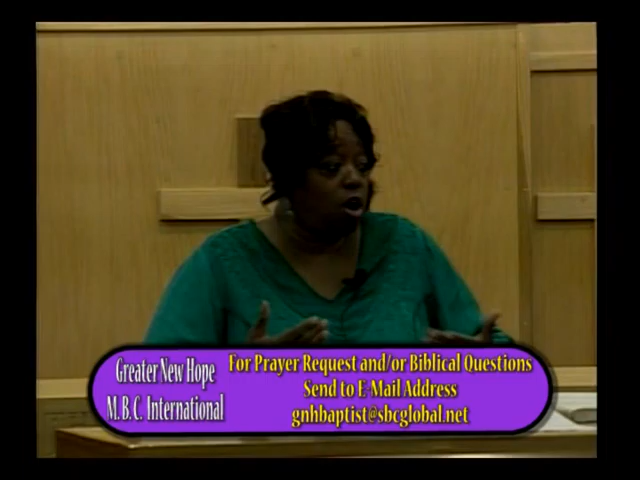 Greater New Hope
M. B. C. International
For Prayer Request and/or Biblical Questions
Send to E-Mail Address
gnhbaptist@sbcglobal.net